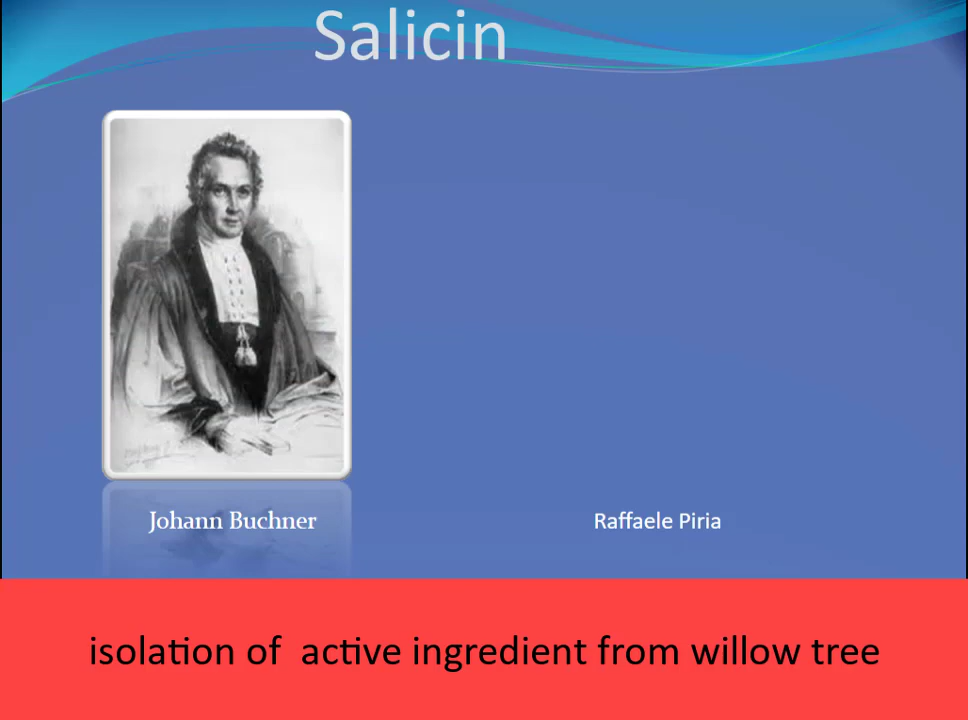 Salicin
Johann Buchner
Raffaele Piria
isolation of  active ingredient from willow tree